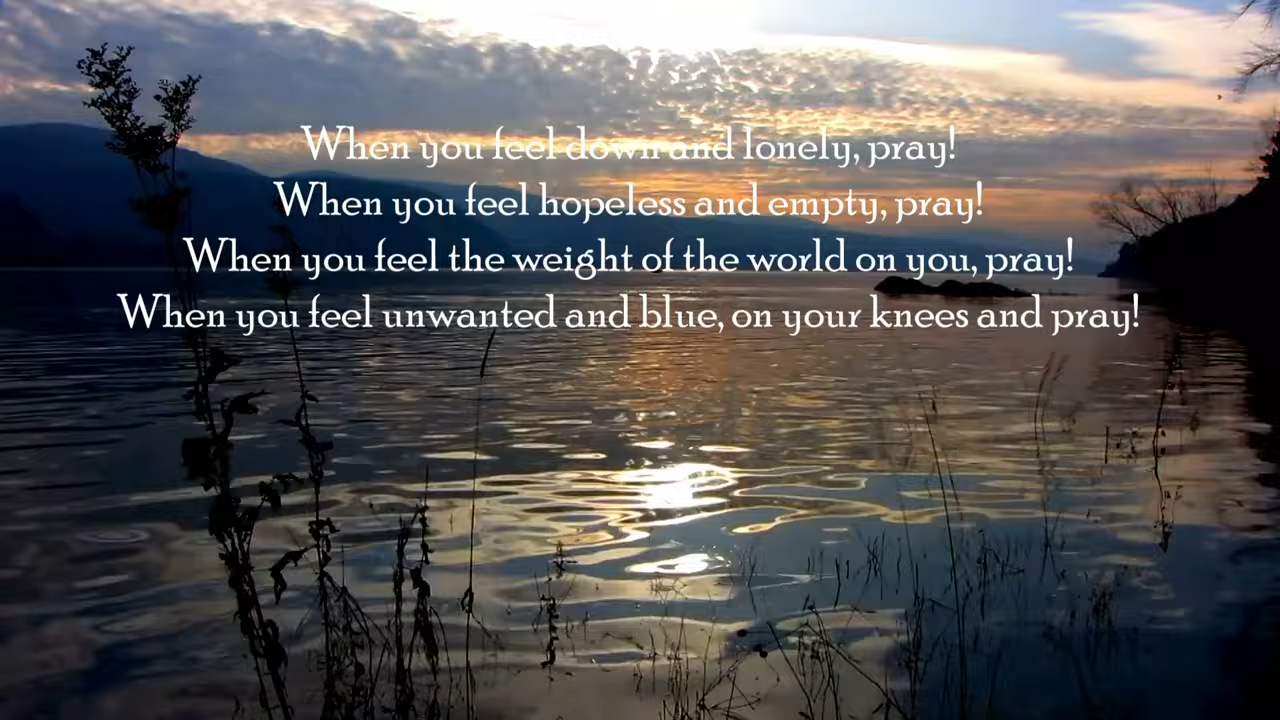 When you feel down and lonely, pray!
When you feel hopeless and empty, pray!
When you feel the weight of the world on you, pray!
When you feel unwanted and blue, on your knees and pray!